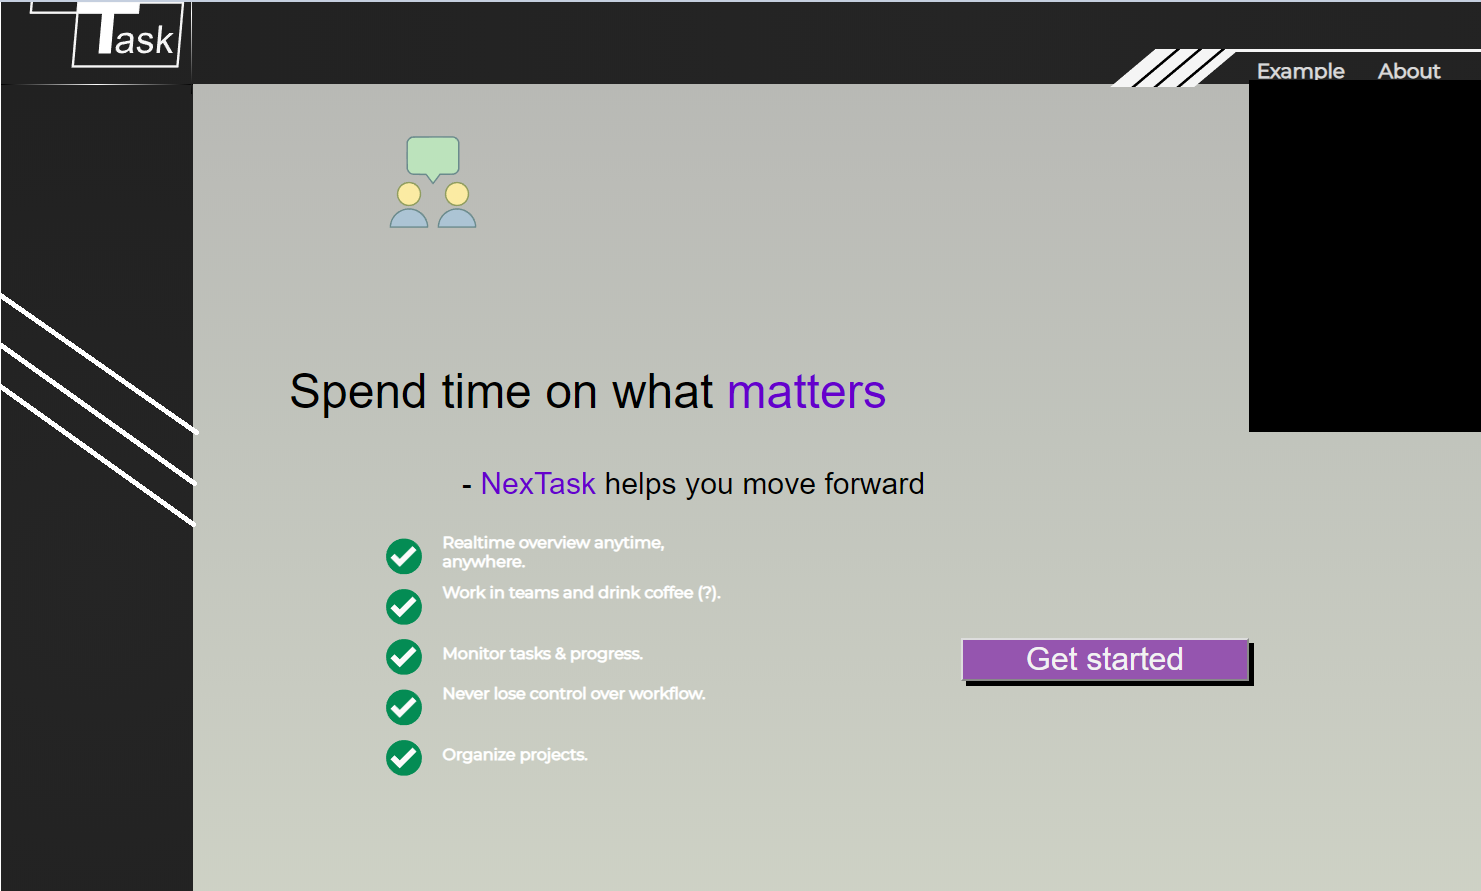 Task
Example About
Spend time on what matters
- NexTask helps you move forward
Realtime overview anytime,
anywhere.
Work in teams and drink coffee (?).
Monitor tasks & progress.
Get started
Never lose control over workflow.
Organize projects.